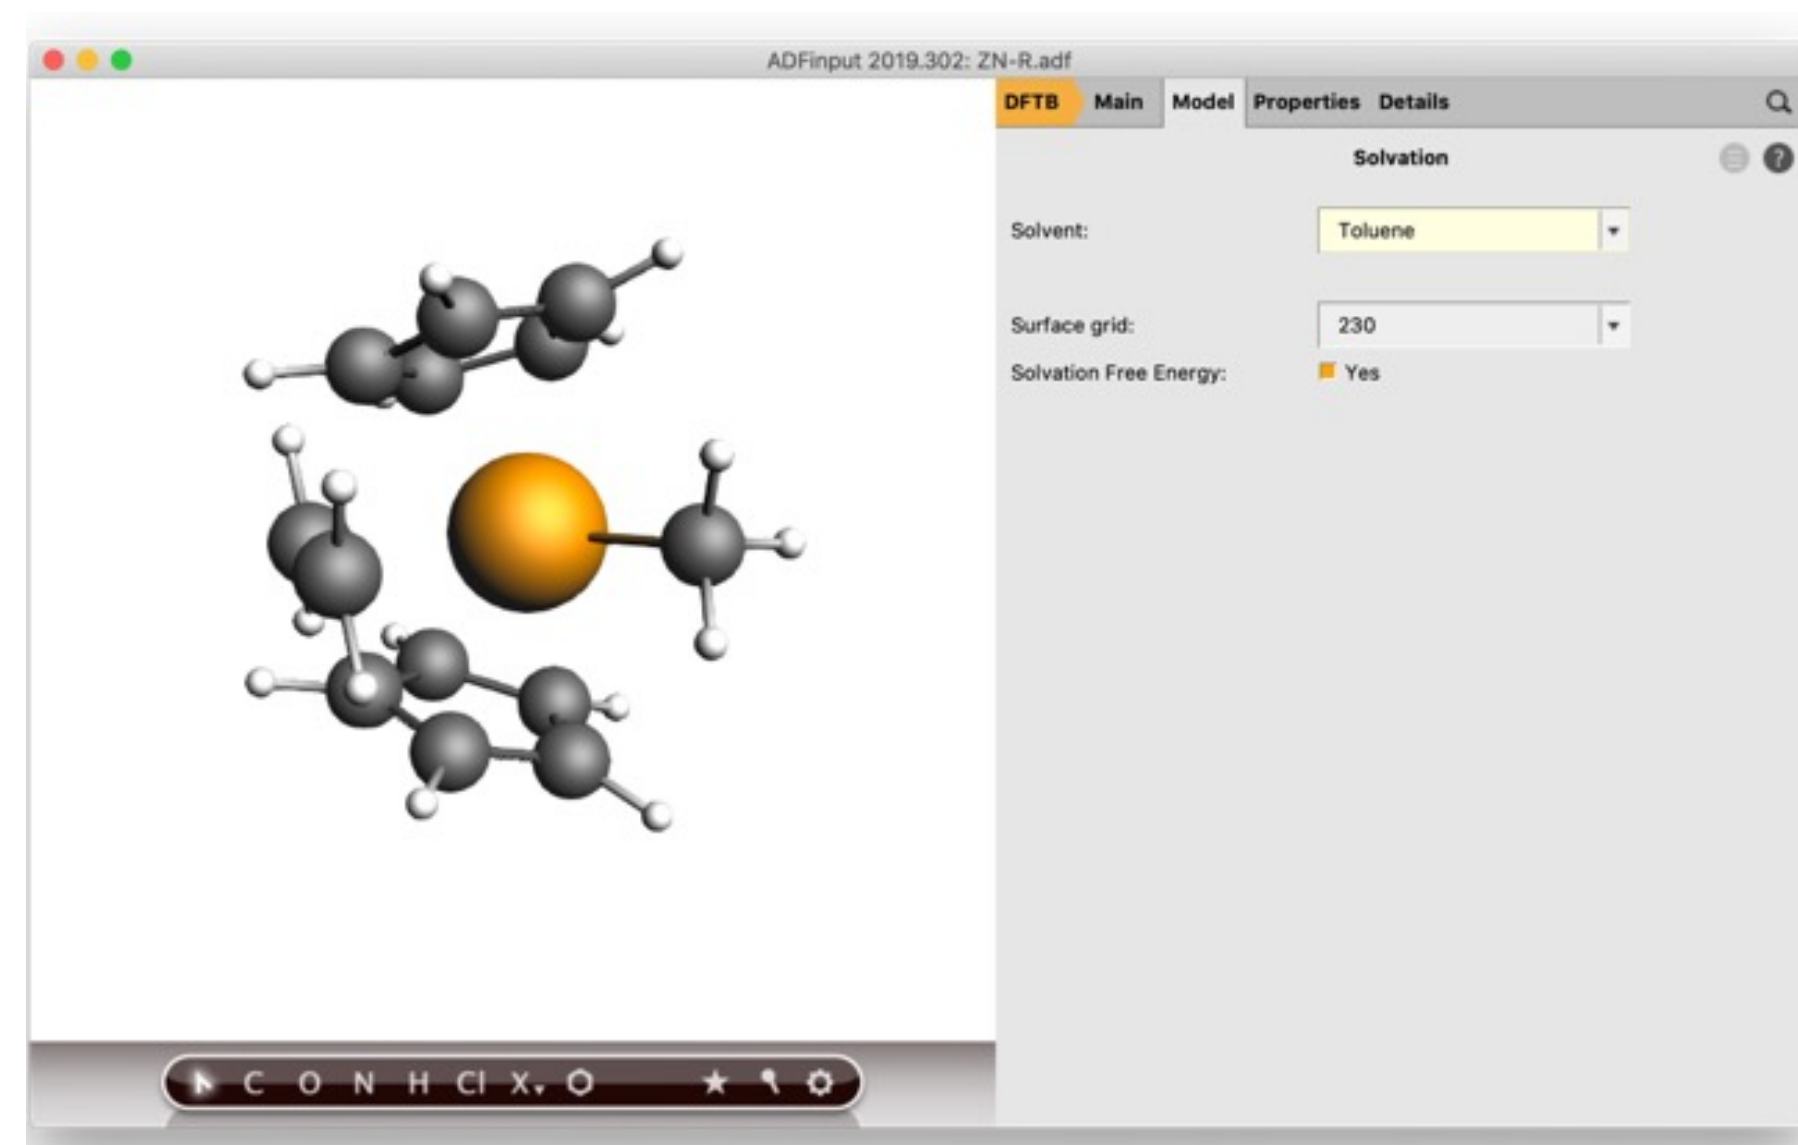 ADFinput 2019.302: ZN-R.adf
DFTB Main Model Properties Details
Solvation
?
Solvent: Toluene
Surface grid: 230
Solvation Free Energy: Yes
C O N H Cl X